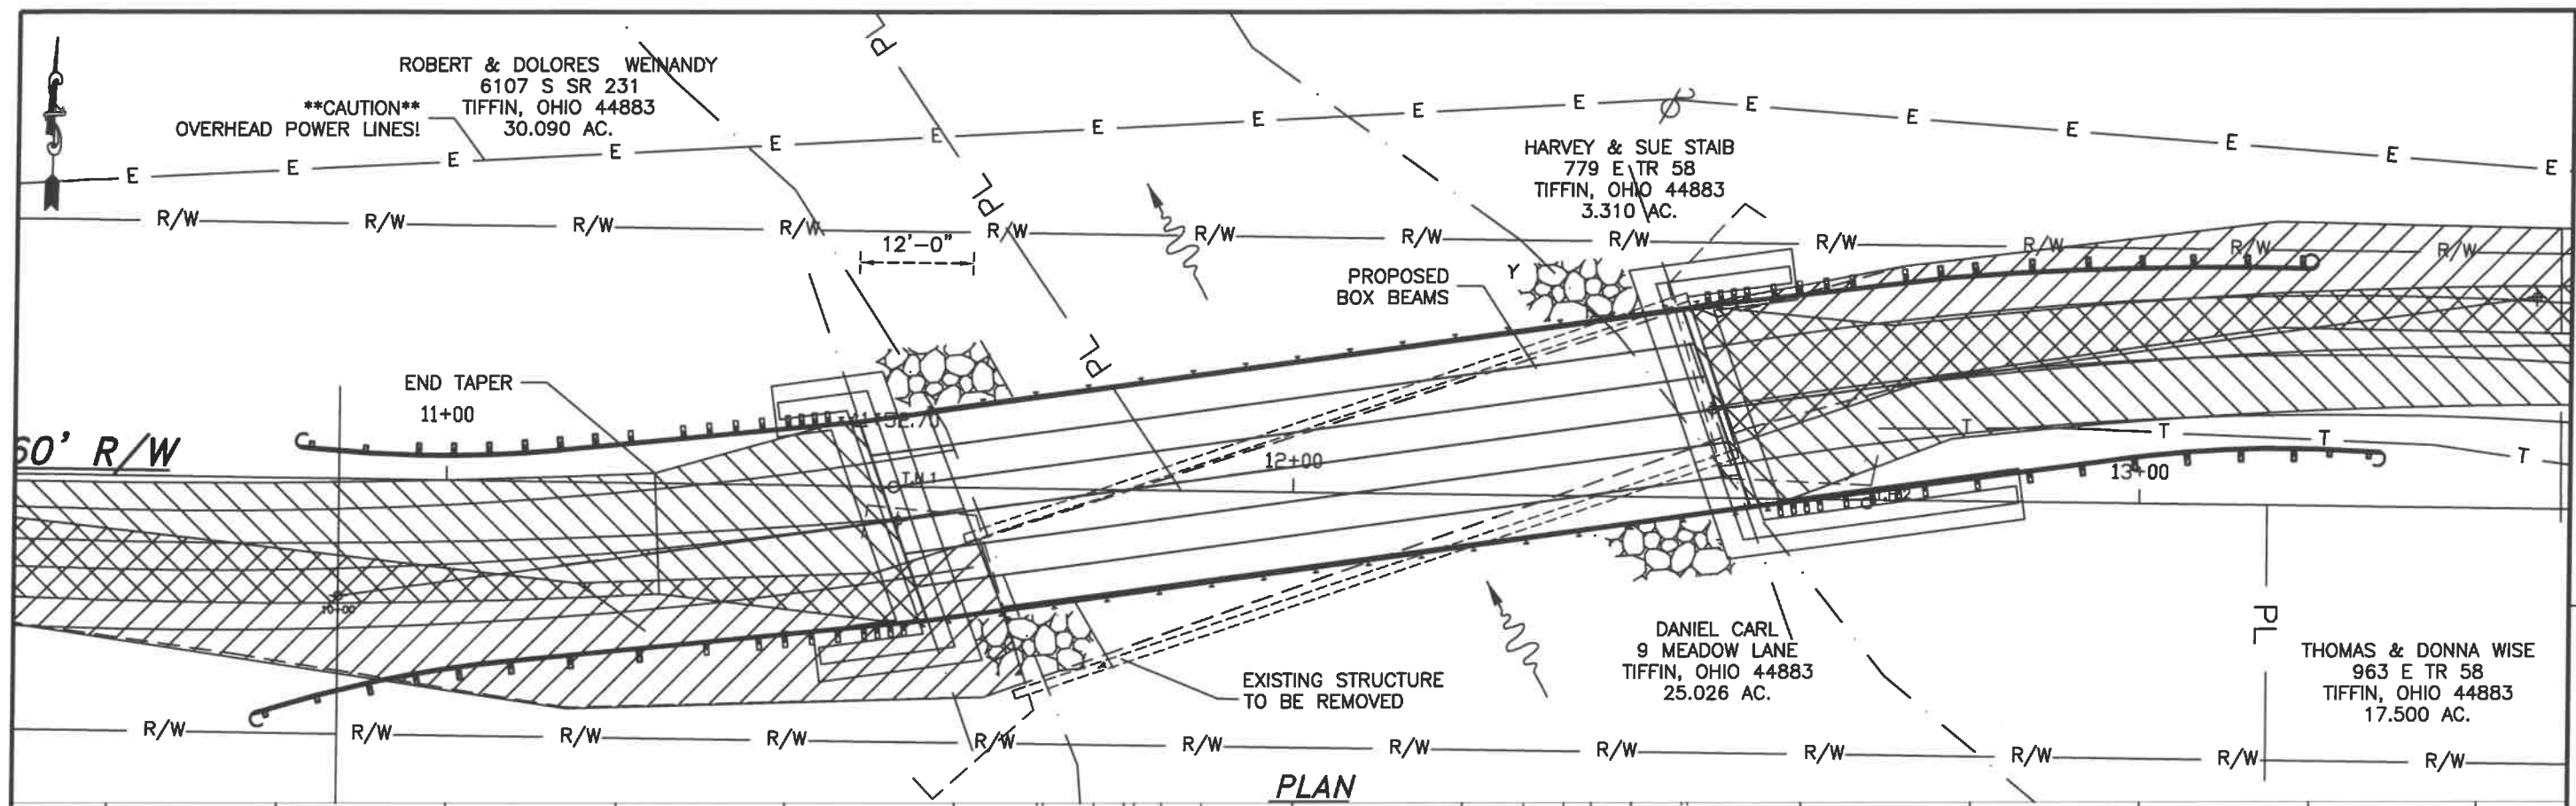 ROBERT & DOLORES WEINANDY
6107 S SR 231
TIFFIN, OHIO 44883
30.090 AC.
**CAUTION**
OVERHEAD POWER LINES!
PL
E E E E E E E E E E E E E E E E
HARVEY & SUE STAIB
779 E TR 58
TIFFIN, OHIO 44883
3.310 AC.
PL
R/W R/W R/W R/W R/W R/W R/W R/W R/W R/W R/W R/W
12'-0"
PROPOSED
BOX BEAMS
Y
PL
END TAPER
11+00
60' R/W
12+00
13+00
T T T T
10+00
EXISTING STRUCTURE
TO BE REMOVED
DANIEL CARL
9 MEADOW LANE
TIFFIN, OHIO 44883
25.026 AC.
PL
THOMAS & DONNA WISE
963 E TR 58
TIFFIN, OHIO 44883
17.500 AC.
R/W R/W R/W R/W R/W R/W R/W R/W R/W R/W R/W R/W
PLAN